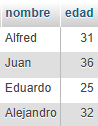 nombre edad
Alfred 31
Juan 36
Eduardo 25
Alejandro 32